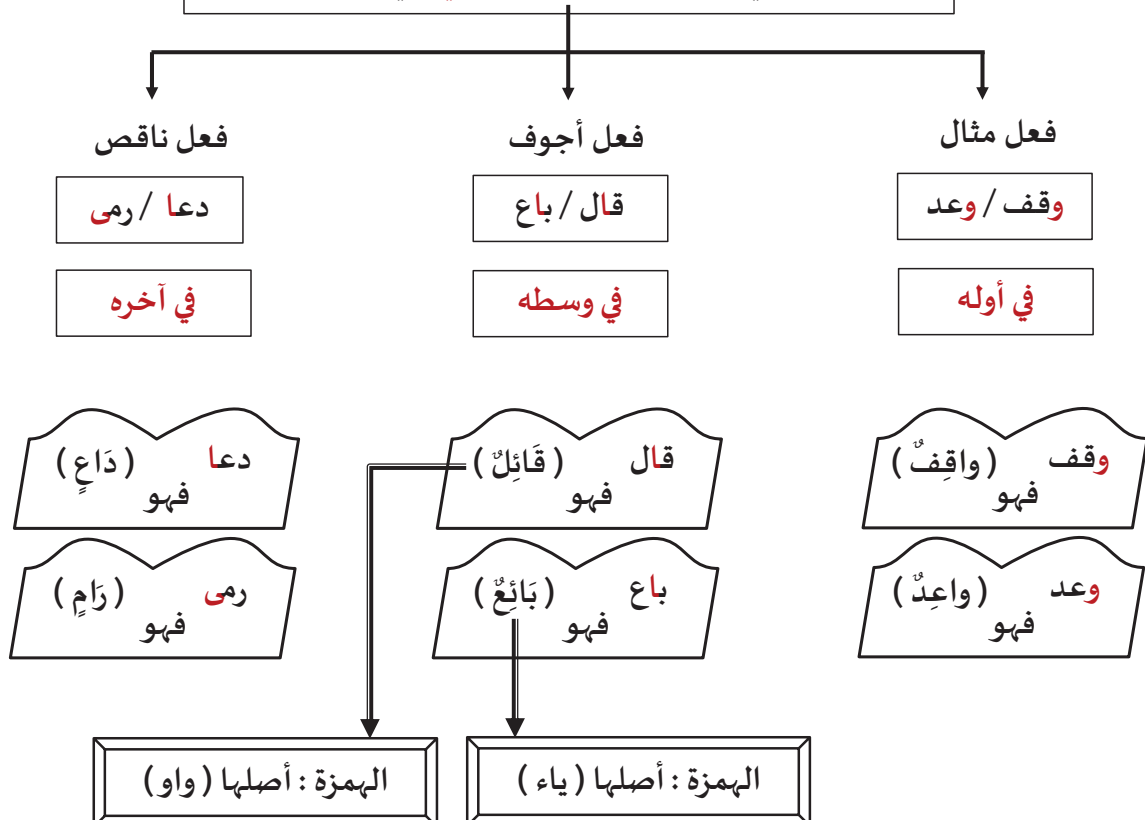 فعل مثال
فعل أجوف
فعل ناقص
وقف / وعد
قال / باع
دعا / رمى
في أوله
في وسطه
في آخره
وقف فهو (واقِفٌ)
قال فهو (قَائِلٌ)
دعا فهو (دَاعٍ)
وعد فهو (واعِدٌ)
باع فهو (بَائِعٌ)
رمى فهو (رَامٍ)
الهمزة : أصلها (ياء)
الهمزة : أصلها (واو)